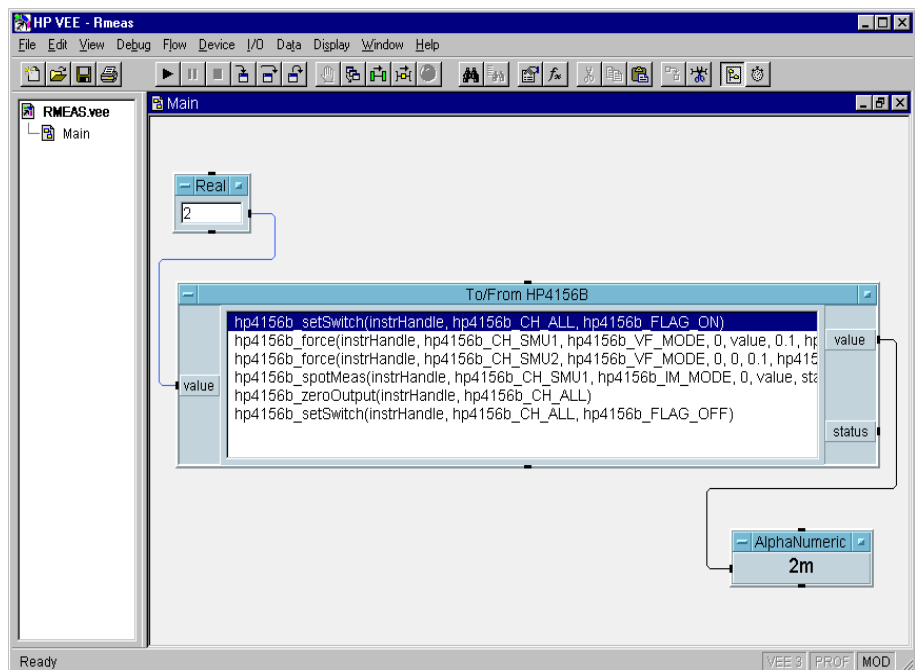 HP VEE - Rmeas
File Edit View Debug Flow Device I/O Data Display Window Help
RMEAS.vee
Main
Main
Real
2
To/From HP4156B
hp4156b_setSwitch(instrHandle, hp4156b_CH_ALL, hp4156b_FLAG_ON)
hp4156b_force(instrHandle, hp4156b_CH_SMU1, hp4156b_VF_MODE, 0, value, 0.1, hp
hp4156b_force(instrHandle, hp4156b_CH_SMU2, hp4156b_VF_MODE, 0, 0, 0.1, hp415
hp4156b_spotMeas(instrHandle, hp4156b_CH_SMU1, hp4156b_IM_MODE, 0, value, sta
hp4156b_zeroOutput(instrHandle, hp4156b_CH_ALL)
hp4156b_setSwitch(instrHandle, hp4156b_CH_ALL, hp4156b_FLAG_OFF)
value
value
status
AlphaNumeric
2m
Ready
VEE 3 PROF MOD